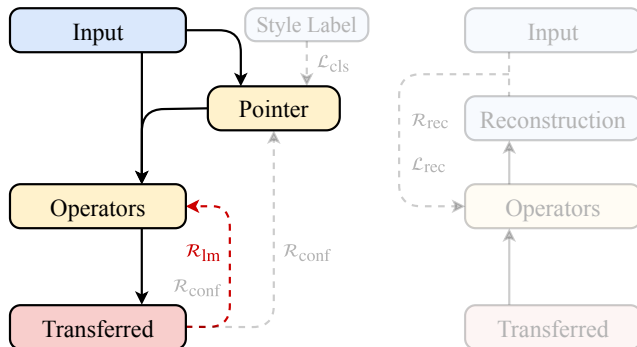 Input
Style Label
Input
ℒcls
Pointer
ℛrec
Reconstruction
ℒrec
Operators
Operators
ℛlm
ℛconf
ℛconf
Transferred
Transferred